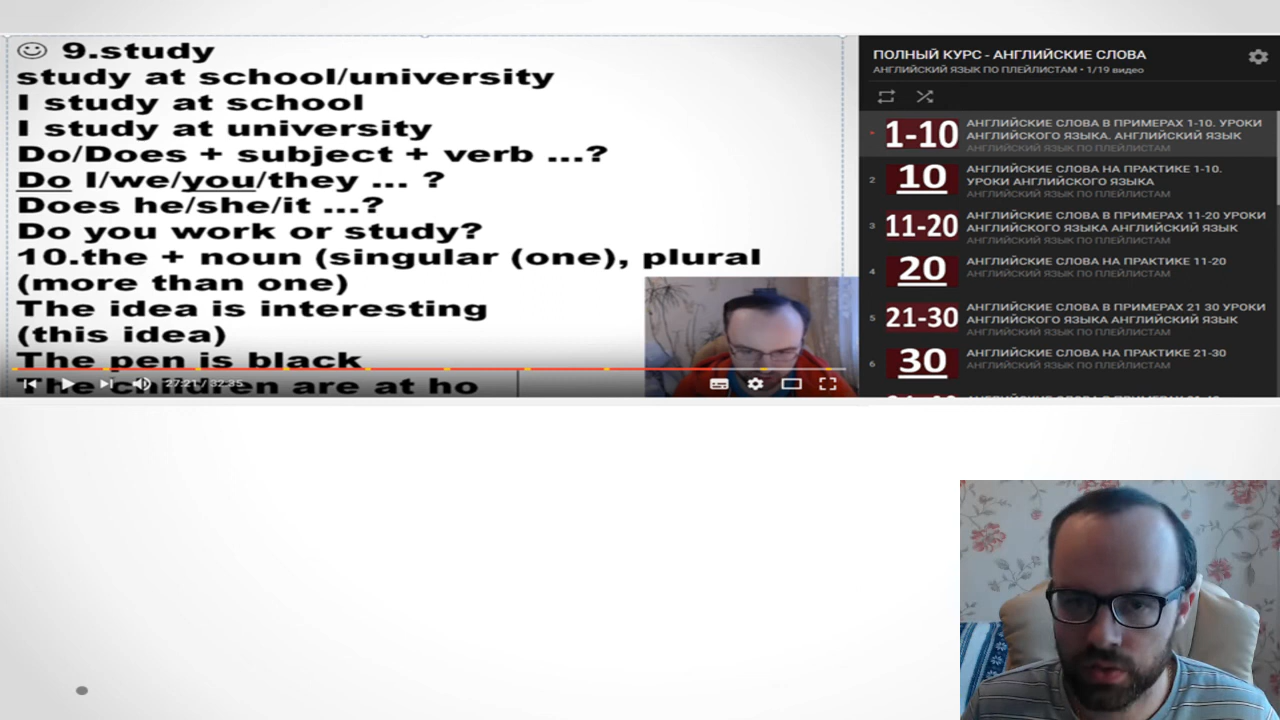 9.study
study at school/university
I study at school
I study at university
Do/Does + subject + verb ...?
Do I/we/you/they ... ?
Does he/she/it ...?
Do you work or study?
10.the + noun (singular (one), plural
(more than one)
The idea is interesting
(this idea)
The pen is black
The children are at ho
27:21 / 32:35
ПОЛНЫЙ КУРС - АНГЛИЙСКИЕ СЛОВА
АНГЛИЙСКИЙ ЯЗЫК ПО ПЛЕЙЛИСТАМ • 1/19 видео
1-10
АНГЛИЙСКИЕ СЛОВА В ПРИМЕРАХ 1-10. УРОКИ
АНГЛИЙСКОГО ЯЗЫКА. АНГЛИЙСКИЙ ЯЗЫК
АНГЛИЙСКИЙ ЯЗЫК ПО ПЛЕЙЛИСТАМ
2
10
АНГЛИЙСКИЕ СЛОВА НА ПРАКТИКЕ 1-10.
УРОКИ АНГЛИЙСКОГО ЯЗЫКА
АНГЛИЙСКИЙ ЯЗЫК ПО ПЛЕЙЛИСТАМ
3
11-20
АНГЛИЙСКИЕ СЛОВА В ПРИМЕРАХ 11-20 УРОКИ
АНГЛИЙСКОГО ЯЗЫКА АНГЛИЙСКИЙ ЯЗЫК
АНГЛИЙСКИЙ ЯЗЫК ПО ПЛЕЙЛИСТАМ
4
20
АНГЛИЙСКИЕ СЛОВА НА ПРАКТИКЕ 11-20
АНГЛИЙСКИЙ ЯЗЫК ПО ПЛЕЙЛИСТАМ
5
21-30
АНГЛИЙСКИЕ СЛОВА В ПРИМЕРАХ 21 30 УРОКИ
АНГЛИЙСКОГО ЯЗЫКА АНГЛИЙСКИЙ ЯЗЫК
АНГЛИЙСКИЙ ЯЗЫК ПО ПЛЕЙЛИСТАМ
6
30
АНГЛИЙСКИЕ СЛОВА НА ПРАКТИКЕ 21-30
АНГЛИЙСКИЙ ЯЗЫК ПО ПЛЕЙЛИСТАМ